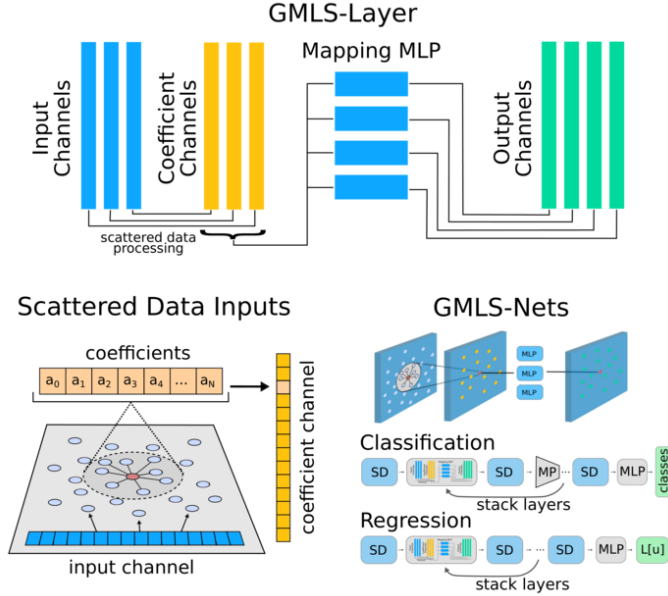 GMLS-Layer
Input
Channels
Coefficient
Channels
Mapping MLP
Output
Channels
scattered data
processing
Scattered Data Inputs
coefficients
a0 a1 a2 a3 a4 ... aN
coefficient channel
input channel
GMLS-Nets
MLP
MLP
MLP
Classification
SD SD MP ... SD MLP classes
stack layers
Regression
SD SD ... SD MLP L[u]
stack layers